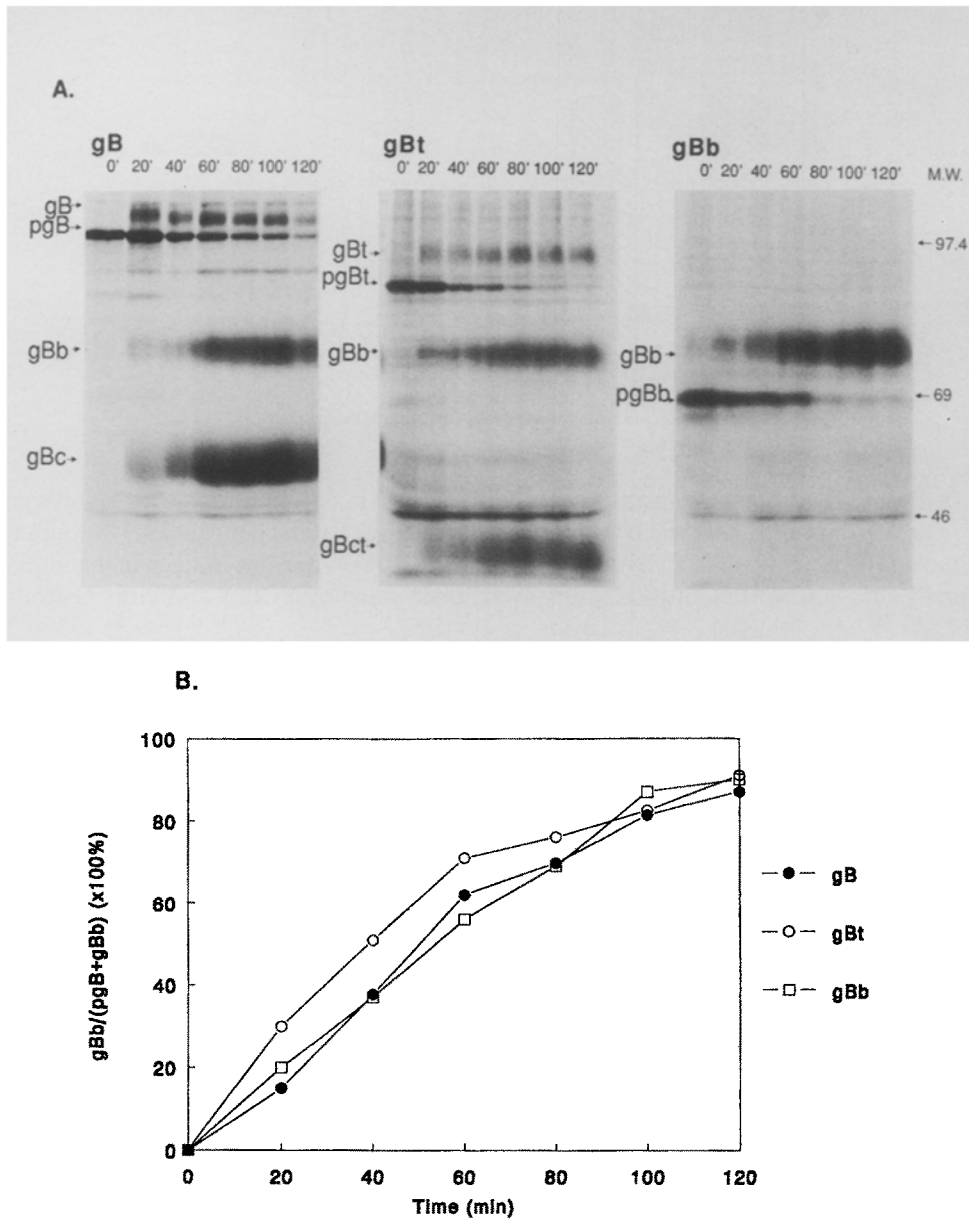 A.
gB
0' 20' 40' 60' 80' 100' 120'
gB→
pgB→
gBb→
gBc→
gBt
0' 20' 40' 60' 80' 100' 120'
gBt→
pgBt→
gBb→
gBct→
gBb
0' 20' 40' 60' 80' 100' 120'
M.W.
gBb→
pgBb→
←97.4
←69
←46
B.
gBb/(pgB+gBb) (x100%)
100
80
60
40
20
0
0 20 40 60 80 100 120
Time (min)
gB
gBt
gBb